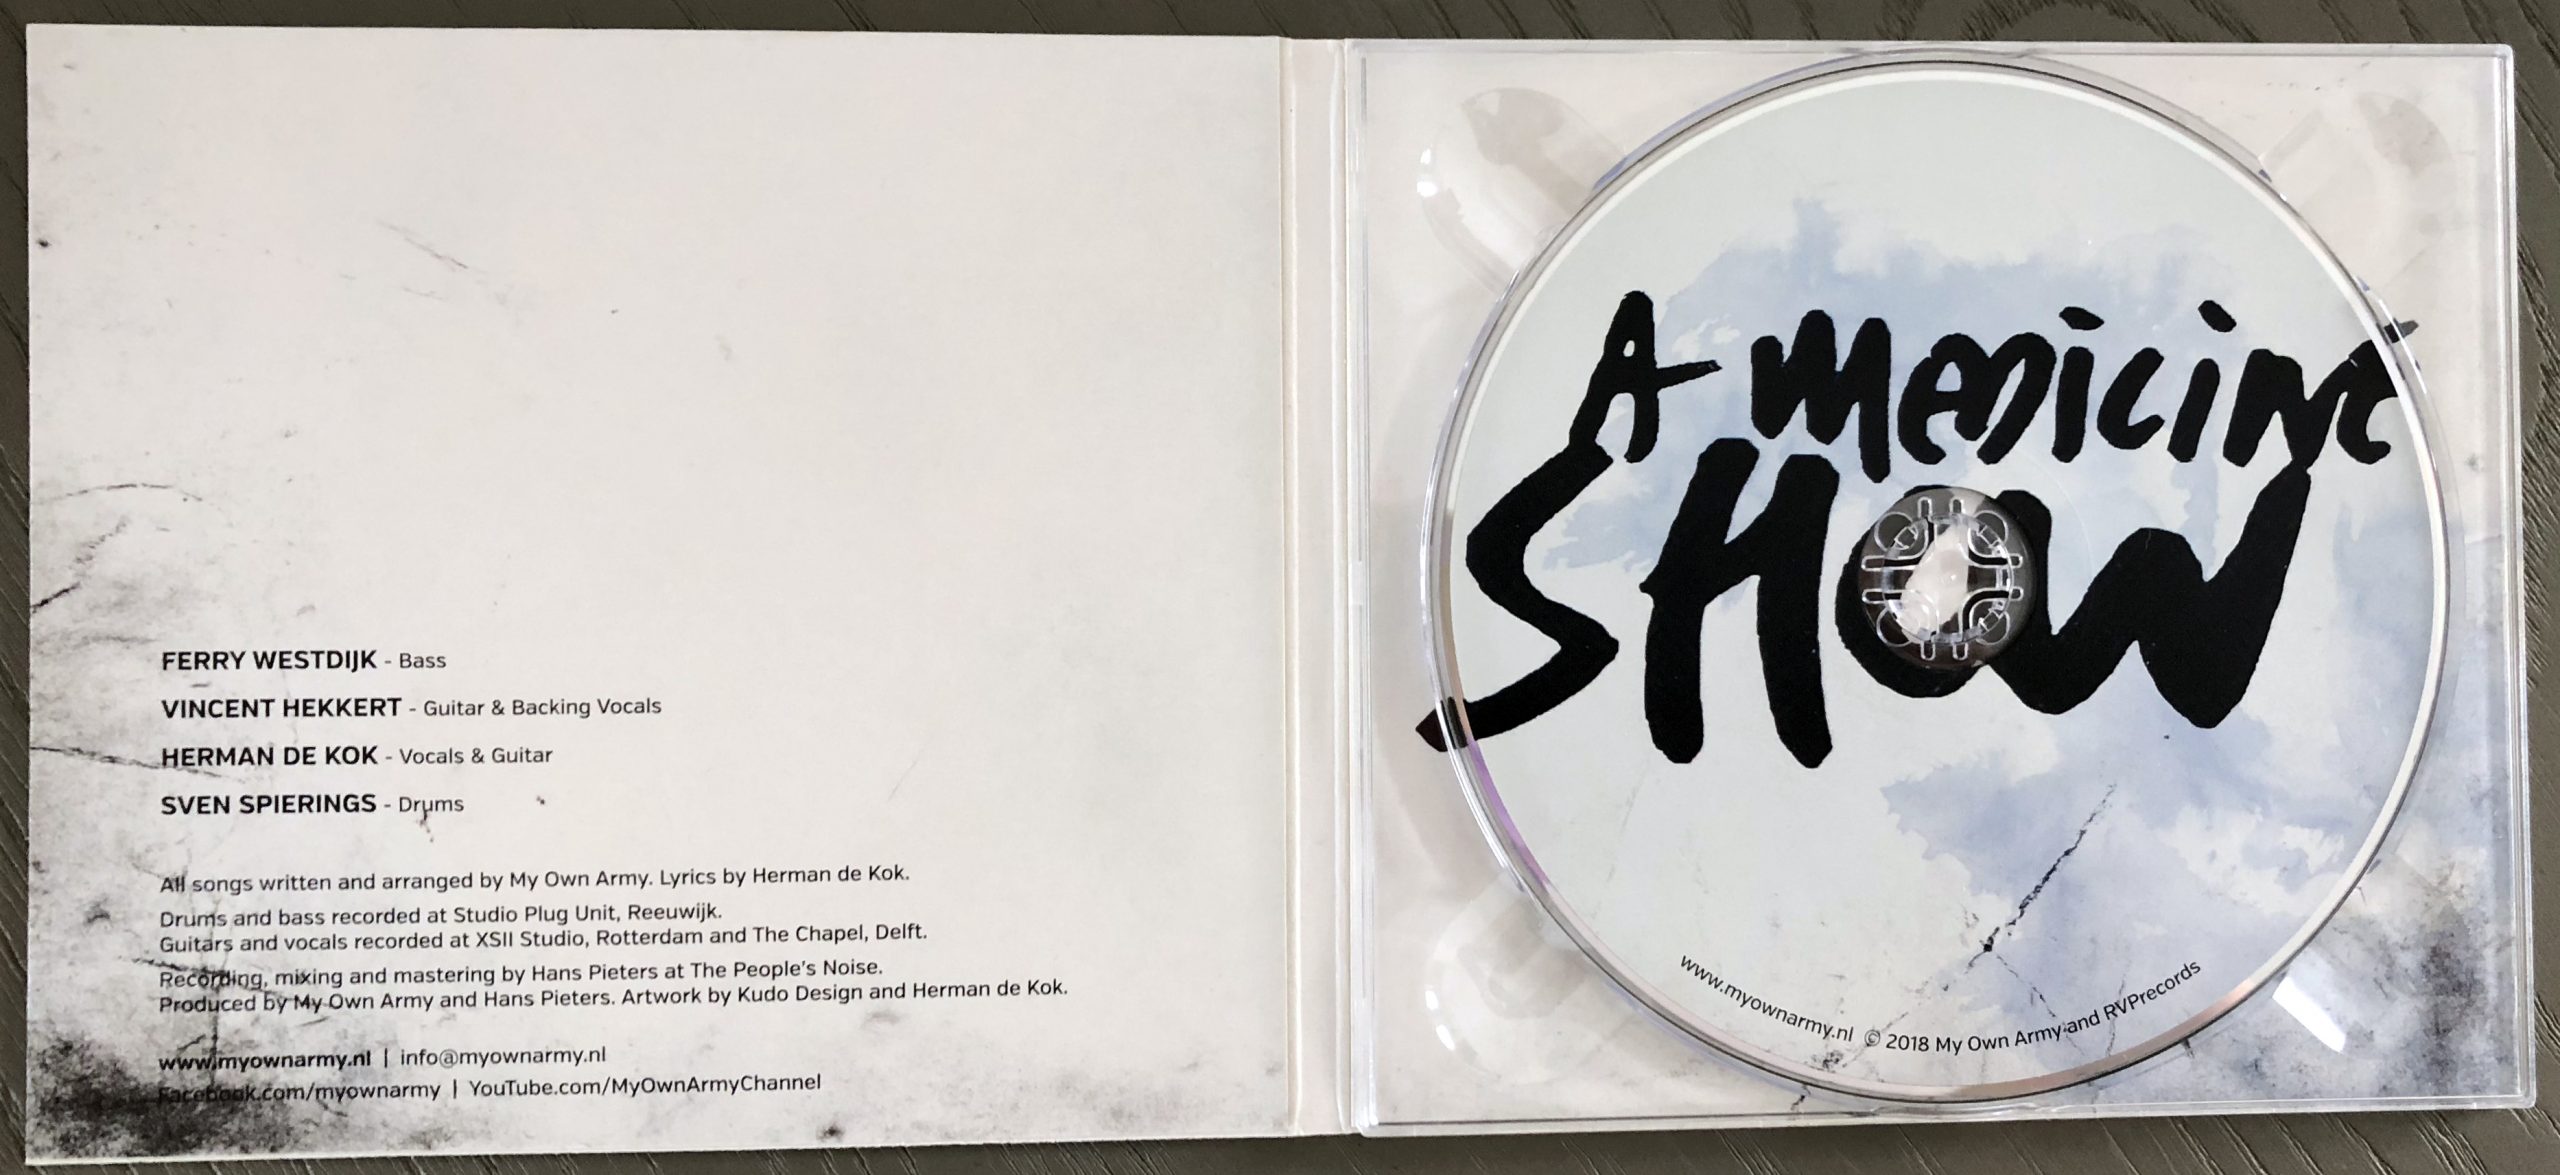 FERRY WESTDIJK - Bass
VINCENT HEKKERT - Guitar & Backing Vocals
HERMAN DE KOK - Vocals & Guitar
SVEN SPIERINGS - Drums
All songs written and arranged by My Own Army. Lyrics by Herman de Kok.
Drums and bass recorded at Studio Plug Unit, Reeuwijk.
Guitars and vocals recorded at XSII Studio, Rotterdam and The Chapel, Delft.
Recording, mixing and mastering by Hans Pieters at The People's Noise.
Produced by My Own Army and Hans Pieters. Artwork by Kudo Design and Herman de Kok.
www.myownarmy.nl | info@myownarmy.nl
Facebook.com/myownarmy | YouTube.com/MyOwnArmyChannel
A MEDICINE
SHOW
www.myownarmy.nl © 2018 My Own Army and RVPrecords